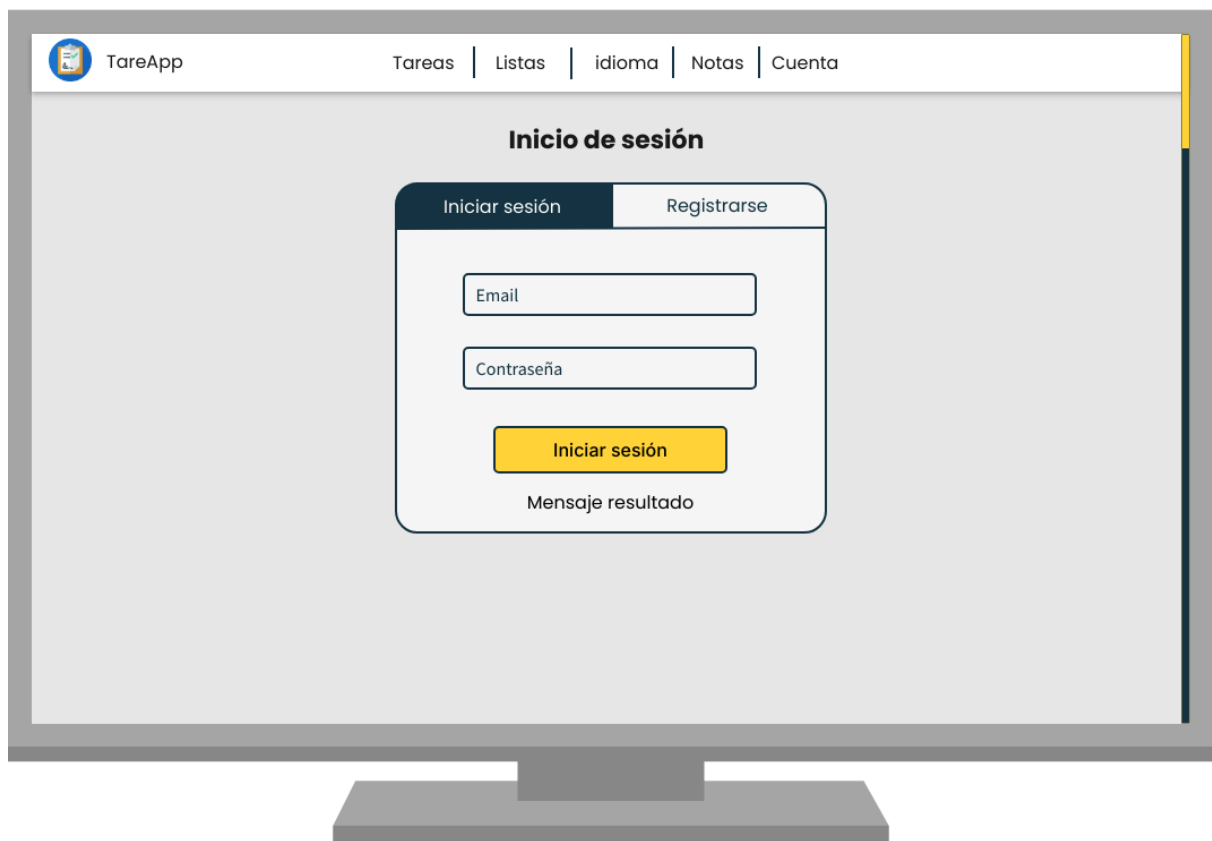 TareApp Tareas Listas idioma Notas Cuenta
Inicio de sesión
Iniciar sesión Registrarse
Email
Contraseña
Iniciar sesión
Mensaje resultado